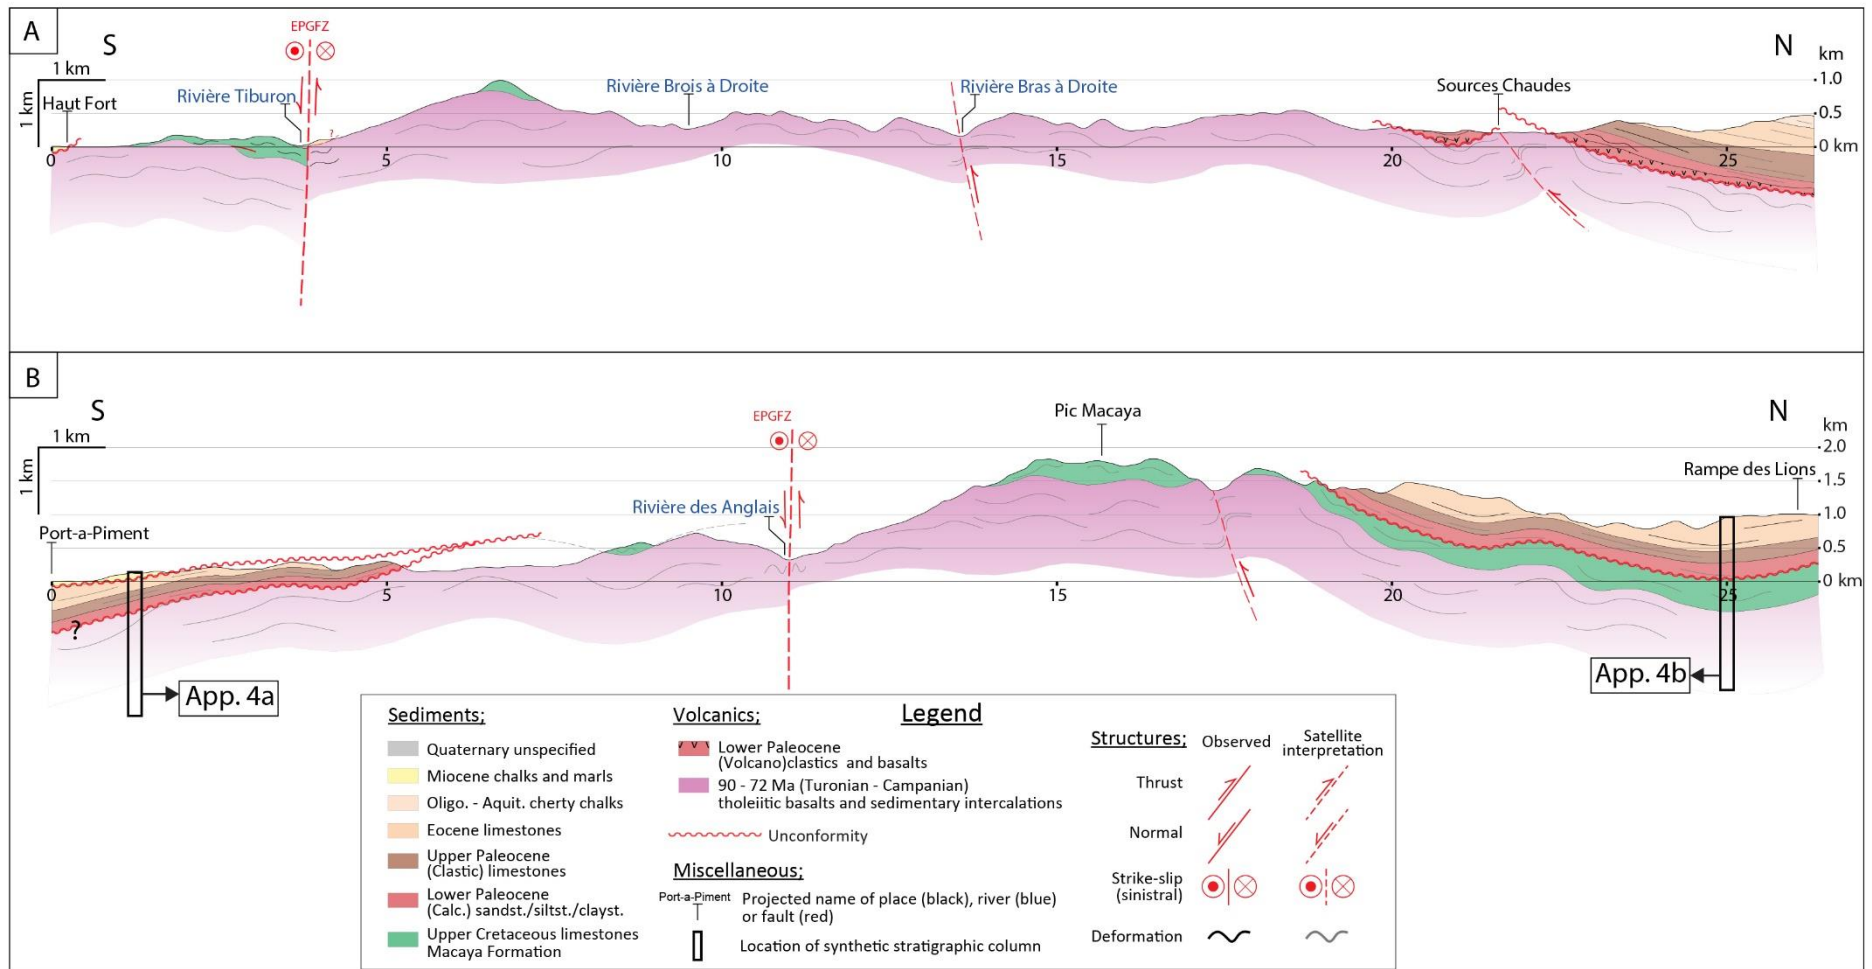 A
S
EPGFZ
N
km
1 km
1 km
Haut Fort
Rivière Tiburon
Rivière Brois à Droite
Rivière Bras à Droite
Sources Chaudes
1.0
0.5
0 km
?
0
5
10
15
20
25
B
S
EPGFZ
Pic Macaya
N
km
1 km
1 km
2.0
Rampe des Lions
1.5
Rivière des Anglais
1.0
Port-a-Piment
0.5
0 km
0
5
10
15
20
25
?
App. 4a
App. 4b
Legend
Sediments;
Quaternary unspecified
Miocene chalks and marls
Oligo. - Aquit. cherty chalks
Eocene limestones
Upper Paleocene
(Clastic) limestones
Lower Paleocene
(Calc.) sandst./siltst./clayst.
Upper Cretaceous limestones
Macaya Formation
Volcanics;
Lower Paleocene
(Volcano)clastics and basalts
90 - 72 Ma (Turonian - Campanian)
tholeiitic basalts and sedimentary intercalations
Unconformity
Miscellaneous;
Port-a-Piment
Projected name of place (black), river (blue)
or fault (red)
Location of synthetic stratigraphic column
Structures; Observed Satellite
interpretation
Thrust
Normal
Strike-slip
(sinistral)
Deformation